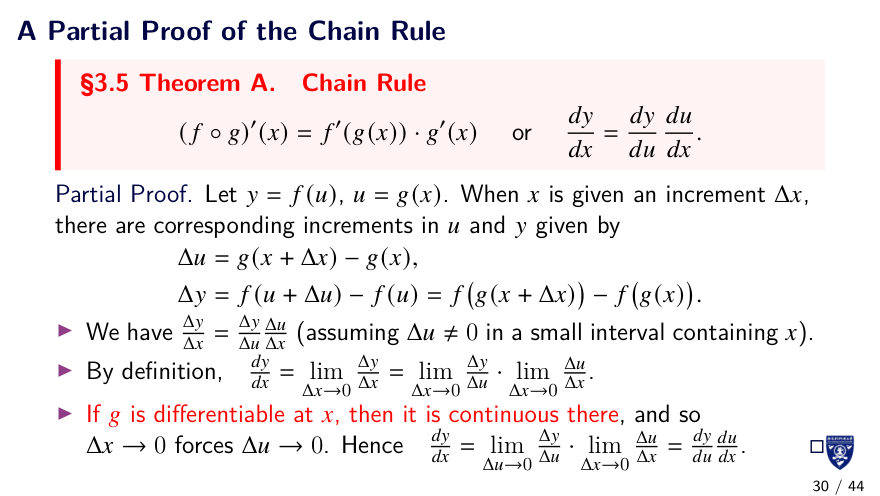 A Partial Proof of the Chain Rule
§3.5 Theorem A. Chain Rule
(f ∘ g)′(x) = f′(g(x)) · g′(x) or dy/dx = dy/du du/dx.
Partial Proof. Let y = f(u), u = g(x). When x is given an increment Δx,
there are corresponding increments in u and y given by
Δu = g(x + Δx) − g(x),
Δy = f(u + Δu) − f(u) = f(g(x + Δx)) − f(g(x)).
▶ We have Δy/Δx = Δy/Δu Δu/Δx (assuming Δu ≠ 0 in a small interval containing x).
▶ By definition, dy/dx = lim_{Δx→0} Δy/Δx = lim_{Δx→0} Δy/Δu · lim_{Δx→0} Δu/Δx.
▶ If g is differentiable at x, then it is continuous there, and so
Δx → 0 forces Δu → 0. Hence dy/dx = lim_{Δu→0} Δy/Δu · lim_{Δx→0} Δu/Δx = dy/du du/dx. □
30 / 44